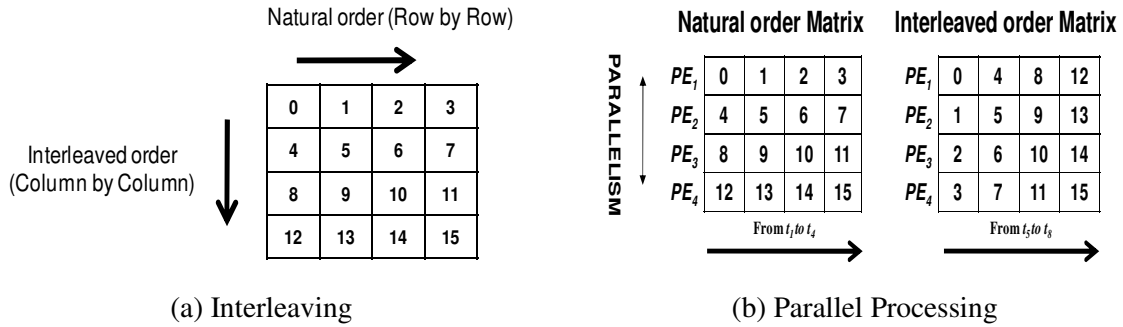 Natural order (Row by Row)
Interleaved order
(Column by Column)
0 1 2 3
4 5 6 7
8 9 10 11
12 13 14 15
(a) Interleaving
Natural order Matrix
PARALLELISM
PE1 0 1 2 3
PE2 4 5 6 7
PE3 8 9 10 11
PE4 12 13 14 15
From t1 to t4
Interleaved order Matrix
PE1 0 4 8 12
PE2 1 5 9 13
PE3 2 6 10 14
PE4 3 7 11 15
From t5 to t8
(b) Parallel Processing